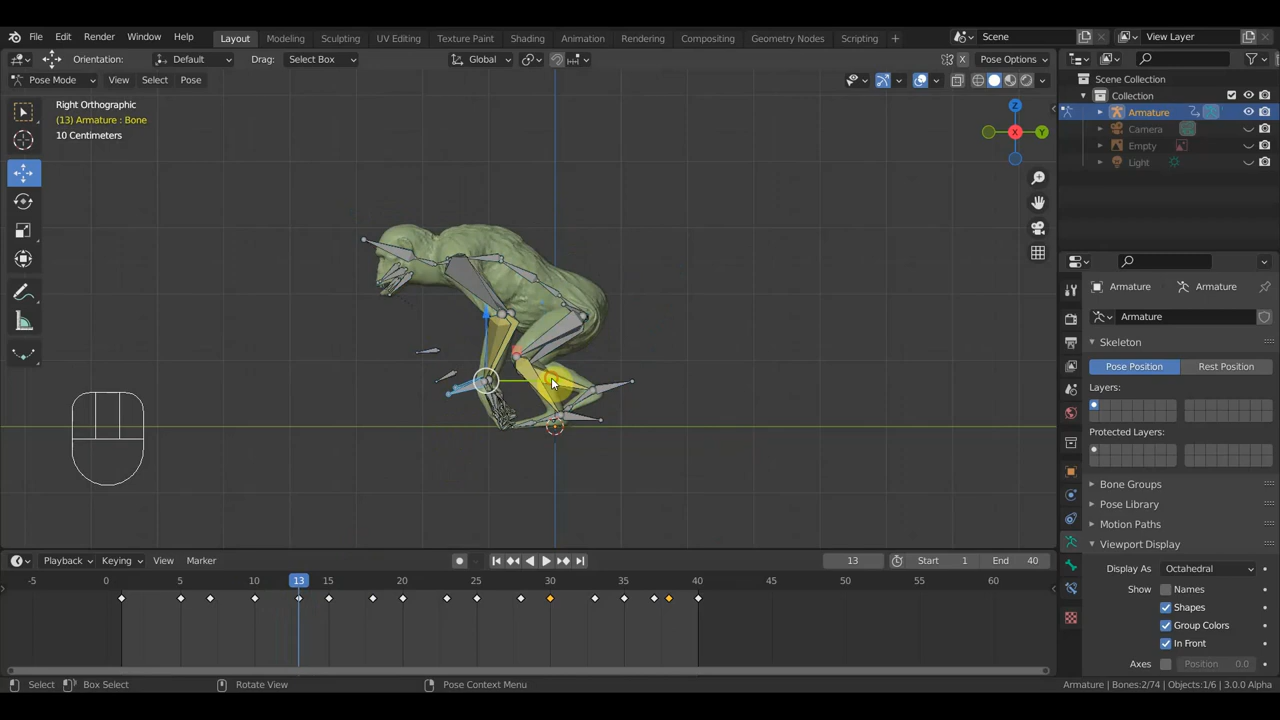 File Edit Render Window Help Layout Modeling Sculpting UV Editing Texture Paint Shading Animation Rendering Compositing Geometry Nodes Scripting + Scene View Layer
Orientation: Default Drag: Select Box Global X Pose Options
Pose Mode View Select Pose
Right Orthographic
(13) Armature : Bone
10 Centimeters
Z
X
Y
Scene Collection
Collection
Armature
Camera
Empty
Light
Armature Armature
Armature
Skeleton
Pose Position Rest Position
Layers:
Protected Layers:
Bone Groups
Pose Library
Motion Paths
Viewport Display
Display As Octahedral
Show Names
Shapes
Group Colors
In Front
Axes Position 0.0
Playback Keying View Marker 13 Start 1 End 40
-5 0 5 10 13 15 20 25 30 35 40 45 50 55 60
Select Box Select Rotate View Pose Context Menu Armature | Bones:2/74 | Objects:1/6 | 3.0.0 Alpha